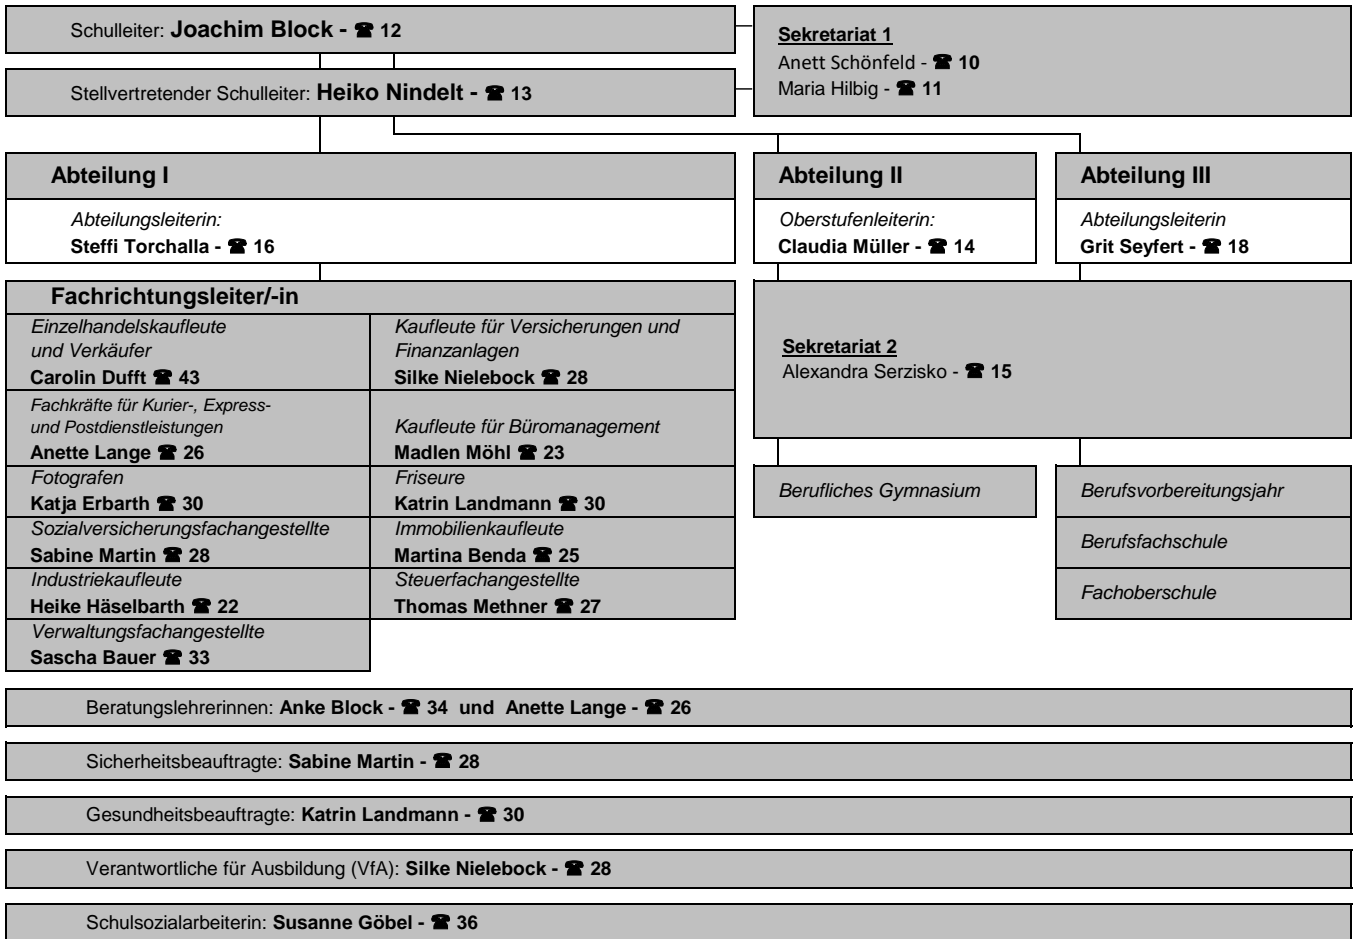 Schulleiter: Joachim Block - ☎ 12
Sekretariat 1
Anett Schönfeld - ☎ 10
Maria Hilbig - ☎ 11
Stellvertretender Schulleiter: Heiko Nindelt - ☎ 13
Abteilung I
Abteilungsleiterin:
Steffi Torchalla - ☎ 16
Abteilung II
Oberstufenleiterin:
Claudia Müller - ☎ 14
Abteilung III
Abteilungsleiterin
Grit Seyfert - ☎ 18
Fachrichtungsleiter/-in
Einzelhandelskaufleute
und Verkäufer
Carolin Dufft ☎ 43
Kaufleute für Versicherungen und
Finanzanlagen
Silke Nielebock ☎ 28
Fachkräfte für Kurier-, Express-
und Postdienstleistungen
Anette Lange ☎ 26
Kaufleute für Büromanagement
Madlen Möhl ☎ 23
Fotografen
Katja Erbarth ☎ 30
Friseure
Katrin Landmann ☎ 30
Sozialversicherungsfachangestellte
Sabine Martin ☎ 28
Immobilienkaufleute
Martina Benda ☎ 25
Industriekaufleute
Heike Häselbarth ☎ 22
Steuerfachangestellte
Thomas Methner ☎ 27
Verwaltungsfachangestellte
Sascha Bauer ☎ 33
Sekretariat 2
Alexandra Serzisko - ☎ 15
Berufliches Gymnasium
Berufsvorbereitungsjahr
Berufsfachschule
Fachoberschule
Beratungslehrerinnen: Anke Block - ☎ 34 und Anette Lange - ☎ 26
Sicherheitsbeauftragte: Sabine Martin - ☎ 28
Gesundheitsbeauftragte: Katrin Landmann - ☎ 30
Verantwortliche für Ausbildung (VfA): Silke Nielebock - ☎ 28
Schulsozialarbeiterin: Susanne Göbel - ☎ 36